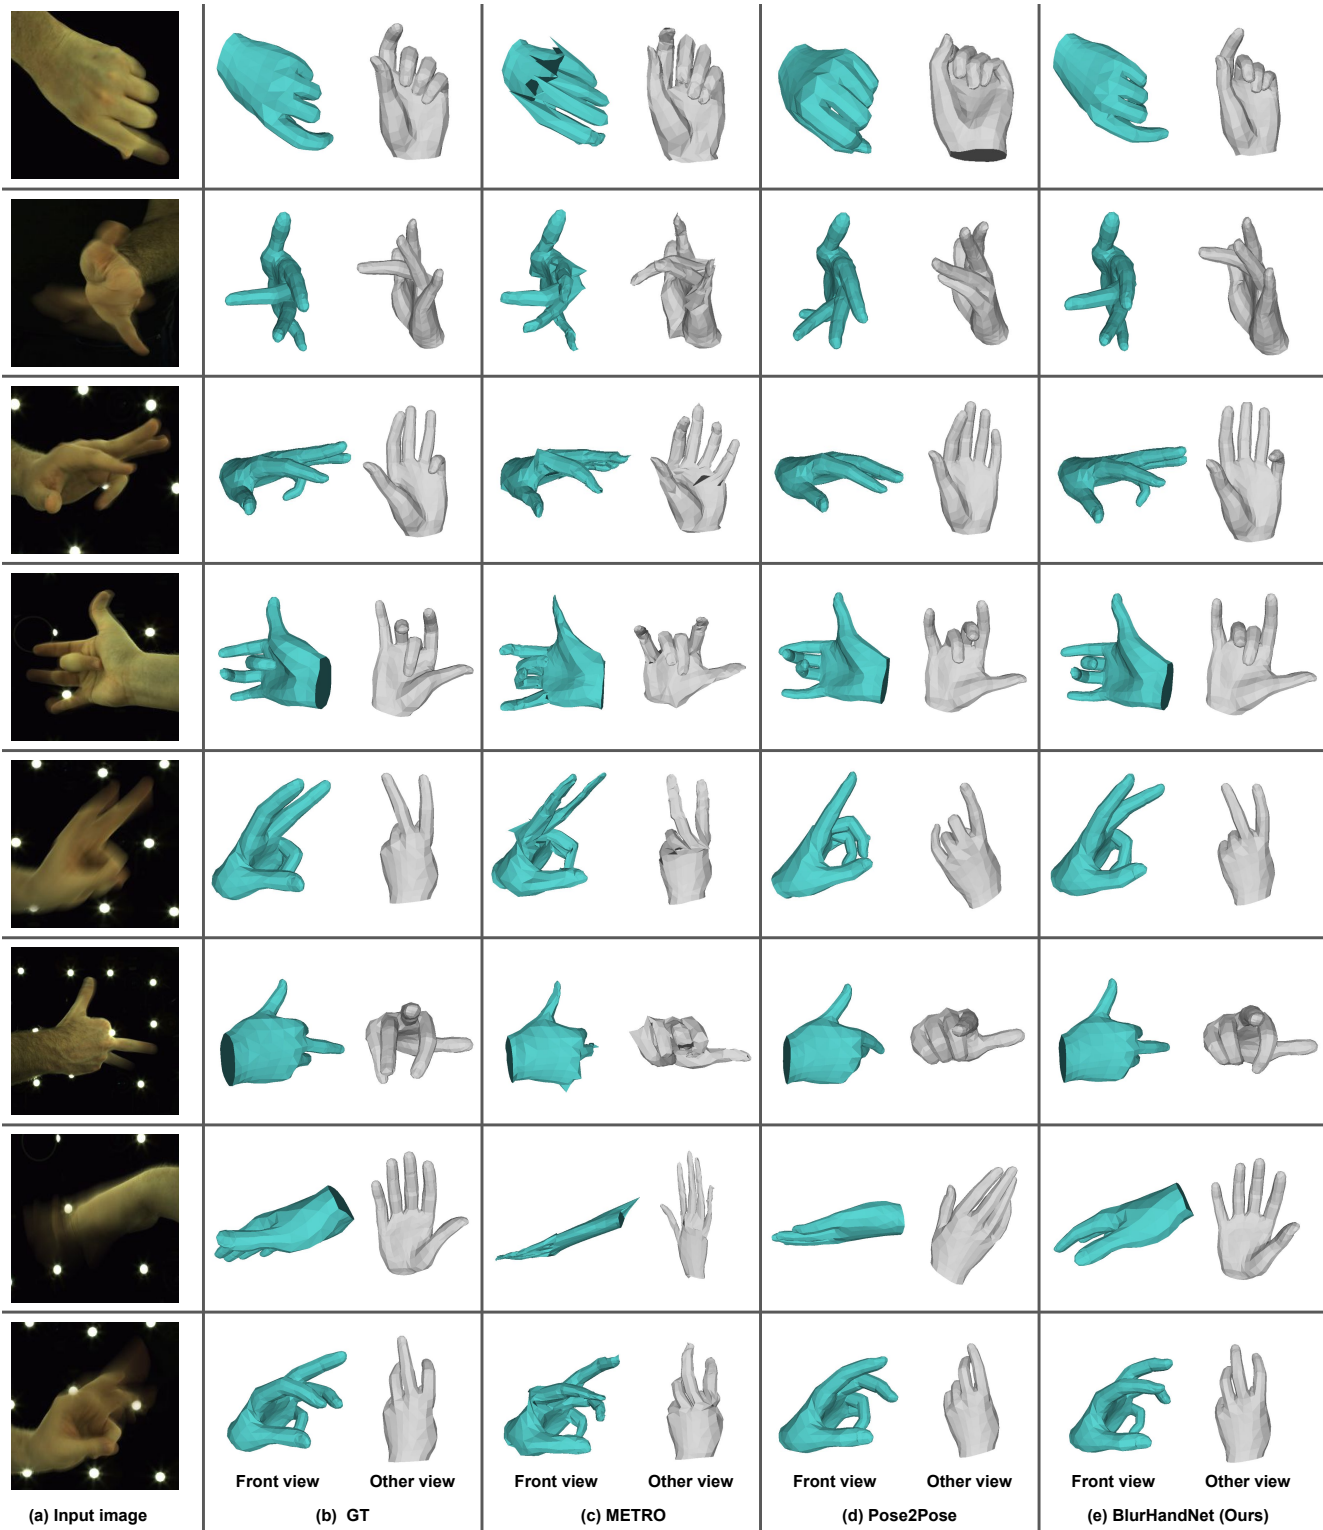 Front view Other view Front view Other view Front view Other view Front view Other view
(a) Input image (b) GT (c) METRO (d) Pose2Pose (e) BlurHandNet (Ours)